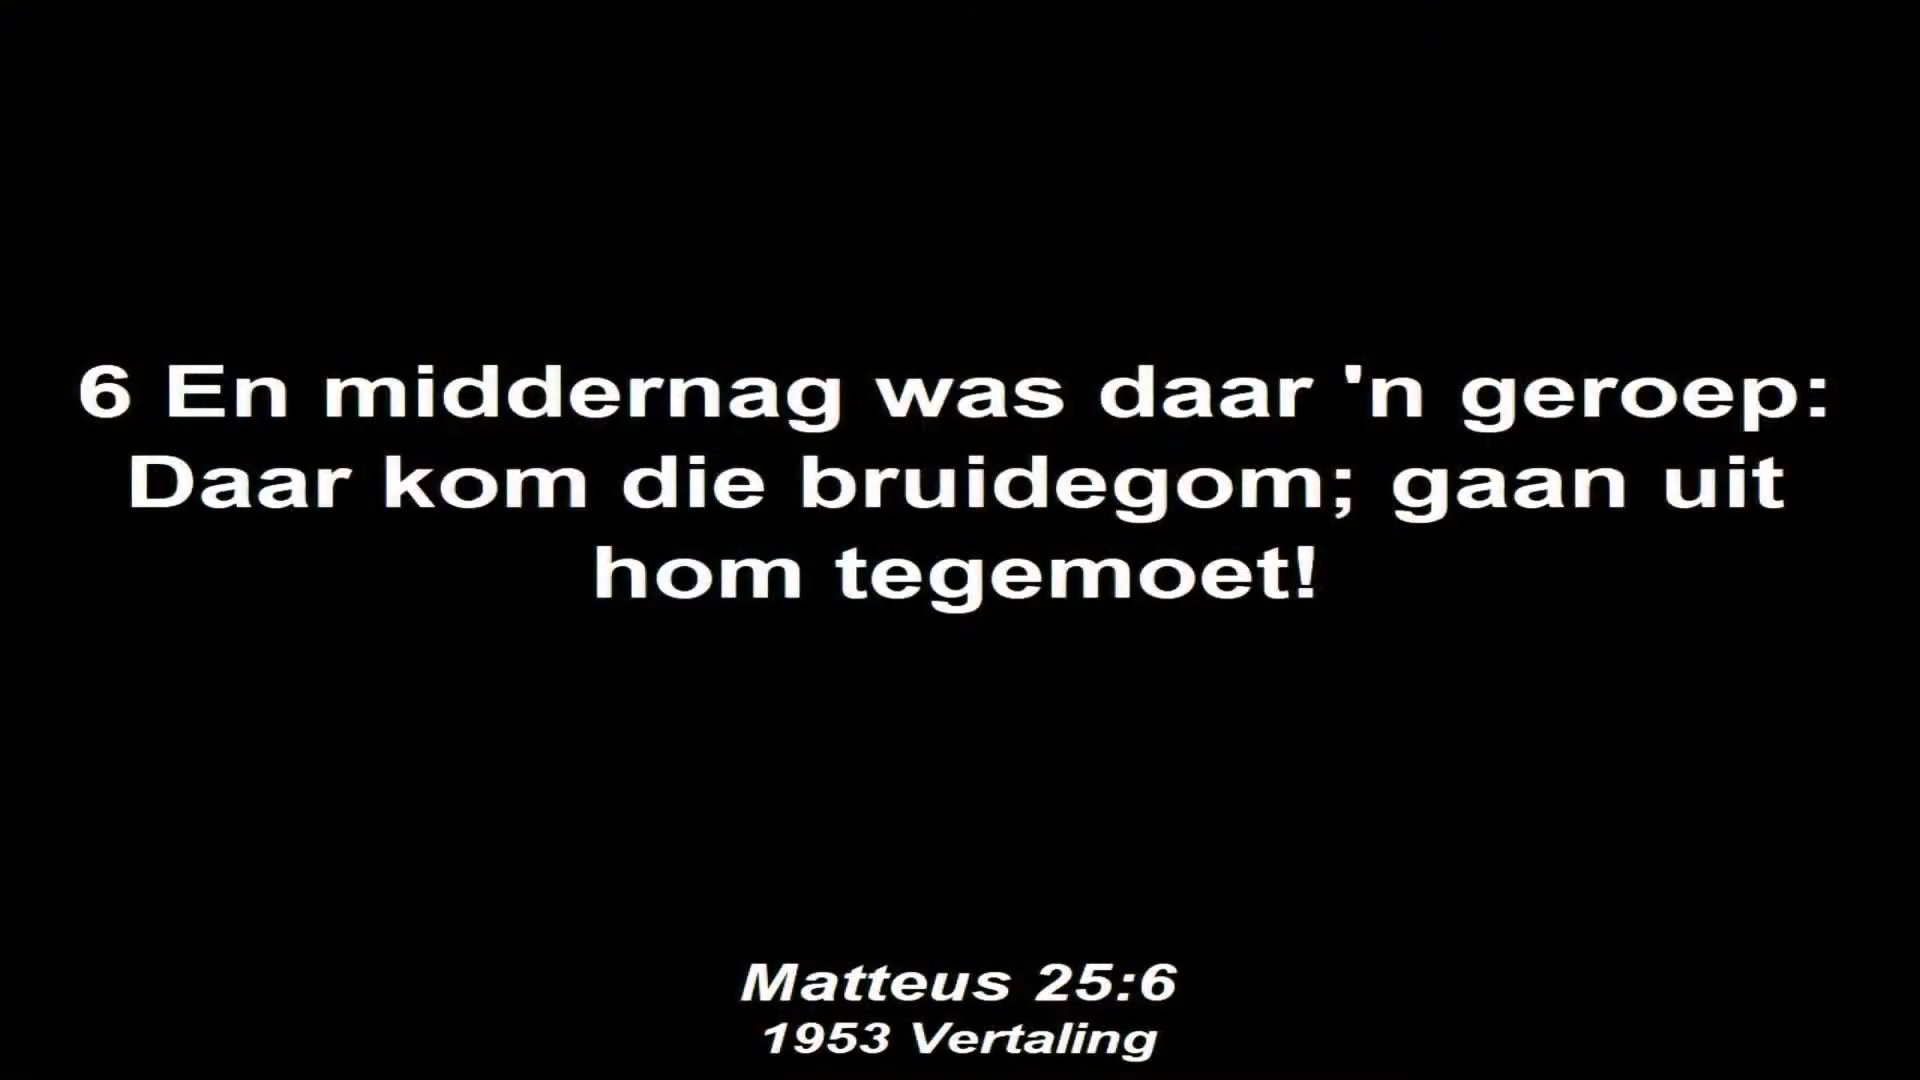 6 En middernag was daar 'n geroep:
Daar kom die bruidegom; gaan uit
hom tegemoet!
Matteus 25:6
1953 Vertaling